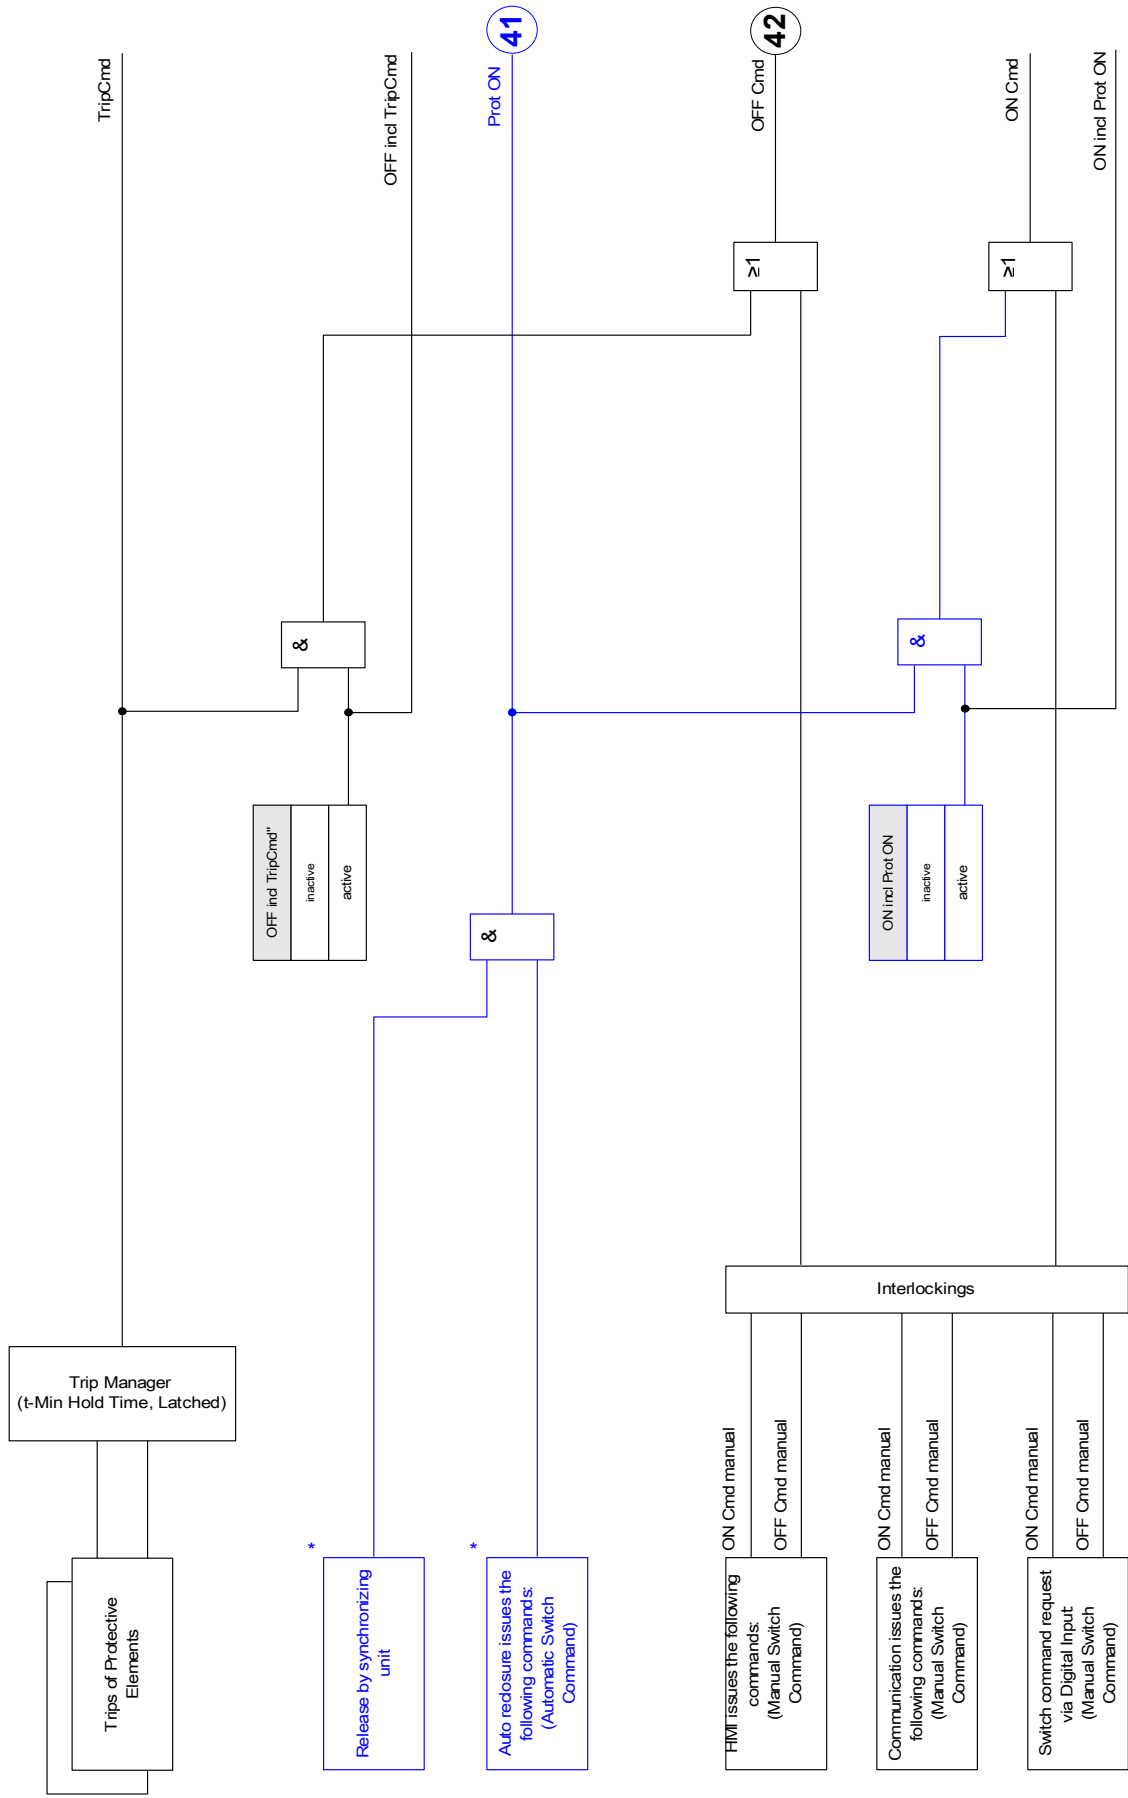 Trips of Protective
Elements
Trip Manager
(t-Min Hold Time, Latched)
TripCmd
OFF incl TripCmd"
inactive
active
&
OFF incl TripCmd
*
Release by synchronizing
unit
*
Auto reclosure issues the
following commands:
(Automatic Switch
Command)
&
Prot ON
41
HMI issues the following
commands:
(Manual Switch
Command)
ON Cmd manual
OFF Cmd manual
Interlockings
≥1
OFF Cmd
42
Communication issues the
following commands:
(Manual Switch
Command)
ON Cmd manual
OFF Cmd manual
ON incl Prot ON
inactive
active
&
Switch command request
via Digital Input:
(Manual Switch
Command)
ON Cmd manual
OFF Cmd manual
≥1
ON Cmd
ON incl Prot ON